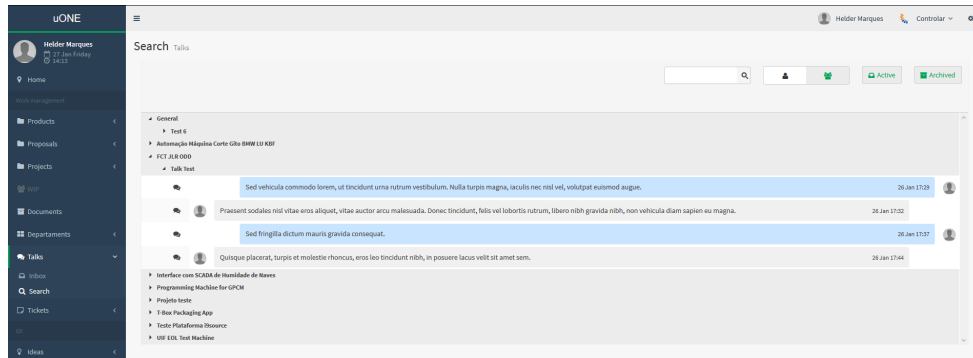 uONE
Helder Marques
Controlar
Helder Marques
27 Jan Friday
14:13
Search Talks
Home
Active
Archived
Work management
Products
General
Test 6
Proposals
Automação Máquina Corte Gito BMW LU KBF
FCT JLR ODD
Projects
Talk Test
WIP
Sed vehicula commodo lorem, ut tincidunt urna rutrum vestibulum. Nulla turpis magna, iaculis nec nisl vel, volutpat euismod augue. 26 Jan 17:29
Documents
Praesent sodales nisl vitae eros aliquet, vitae auctor arcu malesuada. Donec tincidunt, felis vel lobortis rutrum, libero nibh gravida nibh, non vehicula diam sapien eu magna. 26 Jan 17:32
Departaments
Sed fringilla dictum mauris gravida consequat. 26 Jan 17:37
Talks
Quisque placerat, turpis et molestie rhoncus, eros leo tincidunt nibh, in posuere lacus velit sit amet sem. 26 Jan 17:44
Inbox
Interface com SCADA de Humidade de Naves
Search
Programming Machine for GPCM
Projeto teste
Tickets
T-Box Packaging App
Teste Plataforma i9source
UIF EOL Test Machine
Ideas